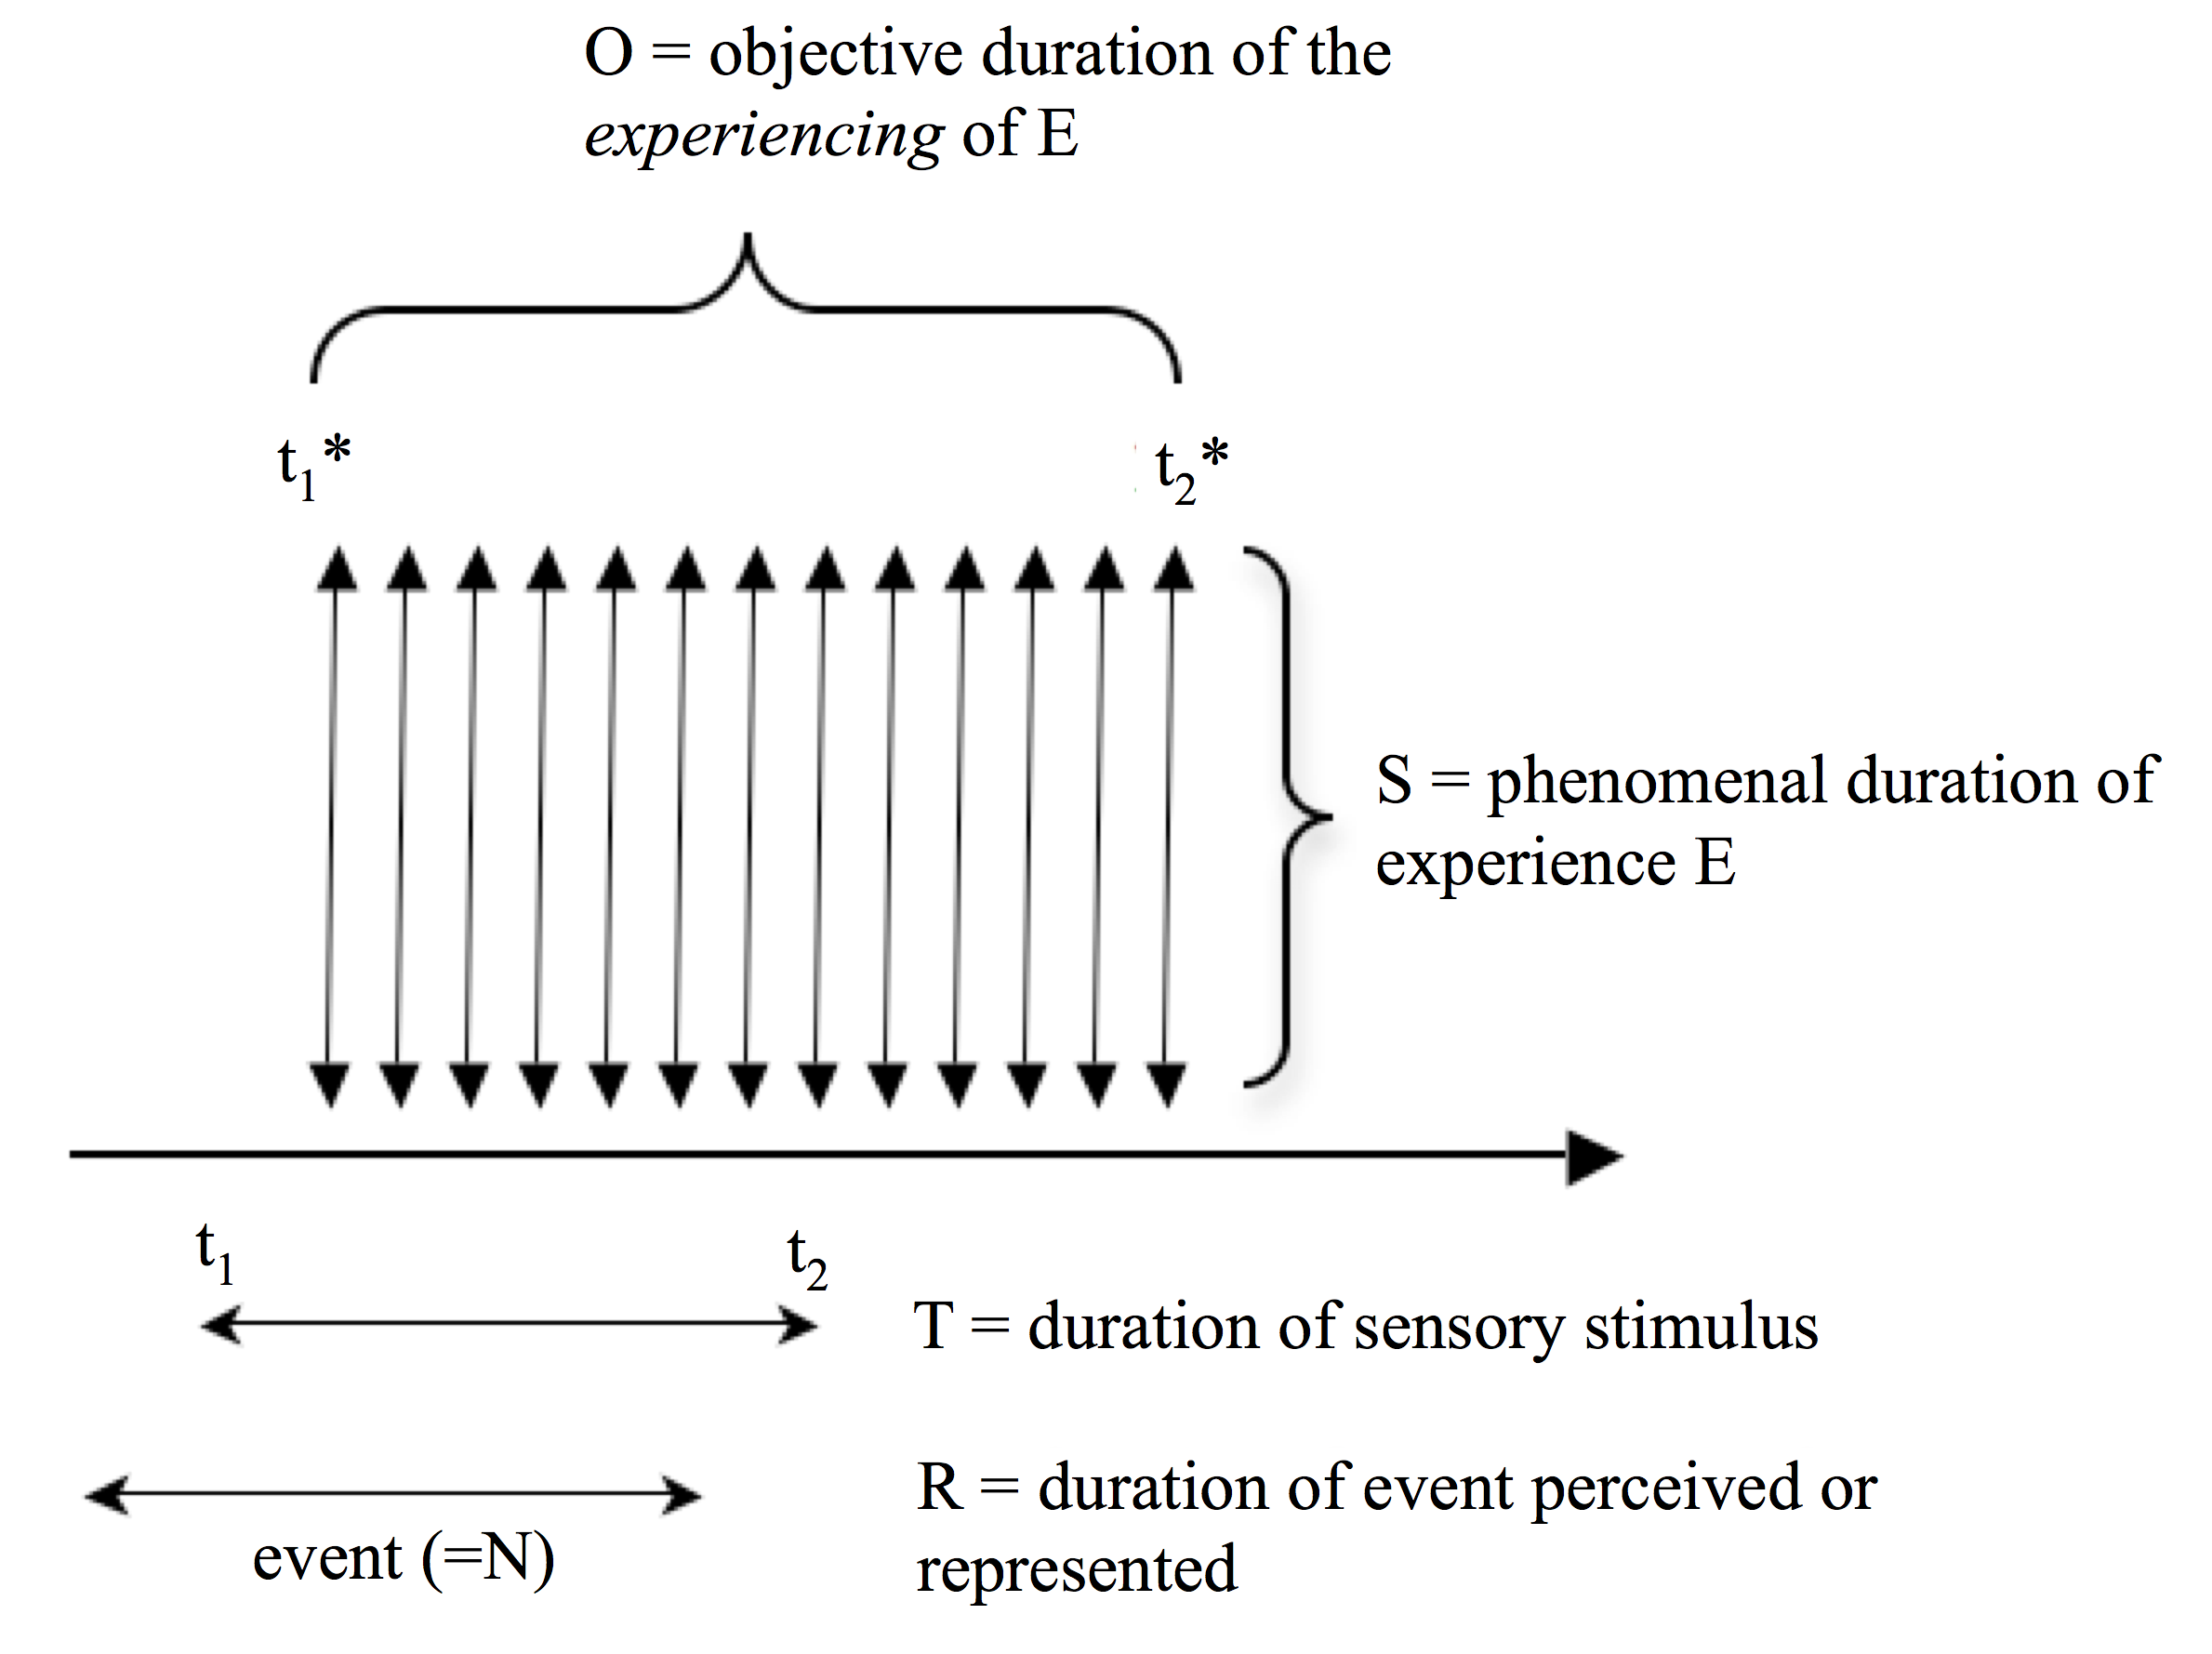 O = objective duration of the
experiencing of E
t₁*
t₂*
S = phenomenal duration of
experience E
t₁
t₂
T = duration of sensory stimulus
R = duration of event perceived or
represented
event (=N)